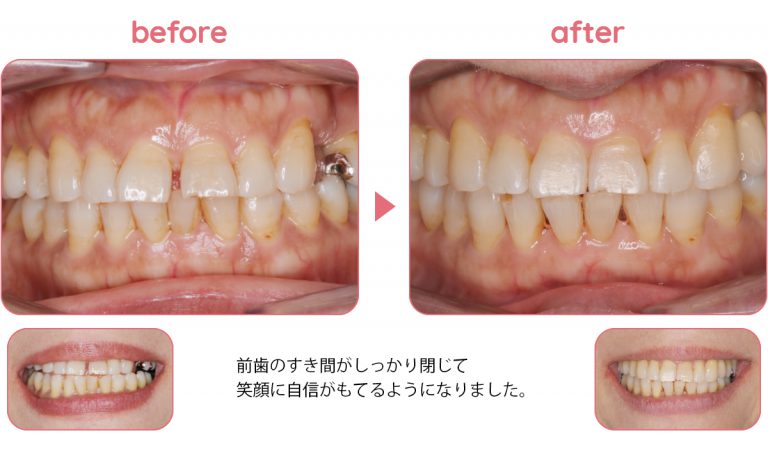 before
after
前歯のすき間がしっかり閉じて
笑顔に自信がもてるようになりました。